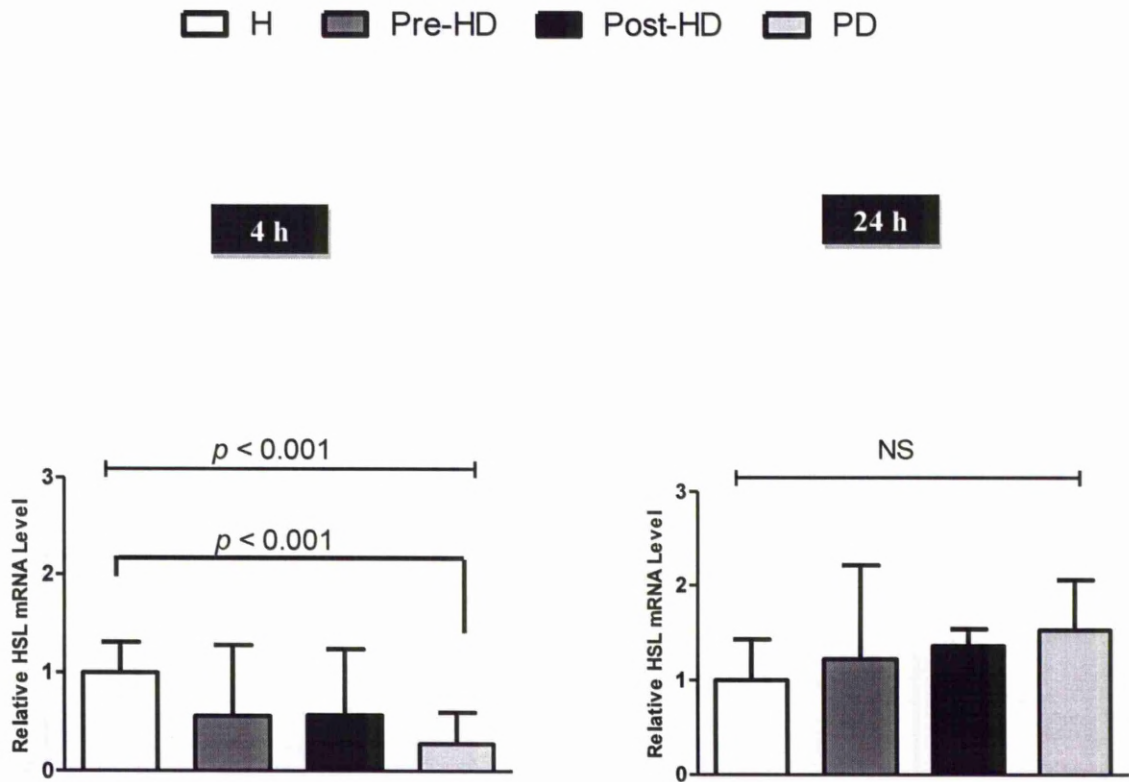 H Pre-HD Post-HD PD
4 h
24 h
p < 0.001
p < 0.001
Relative HSL mRNA Level
3
2
1
0
NS
Relative HSL mRNA Level
3
2
1
0